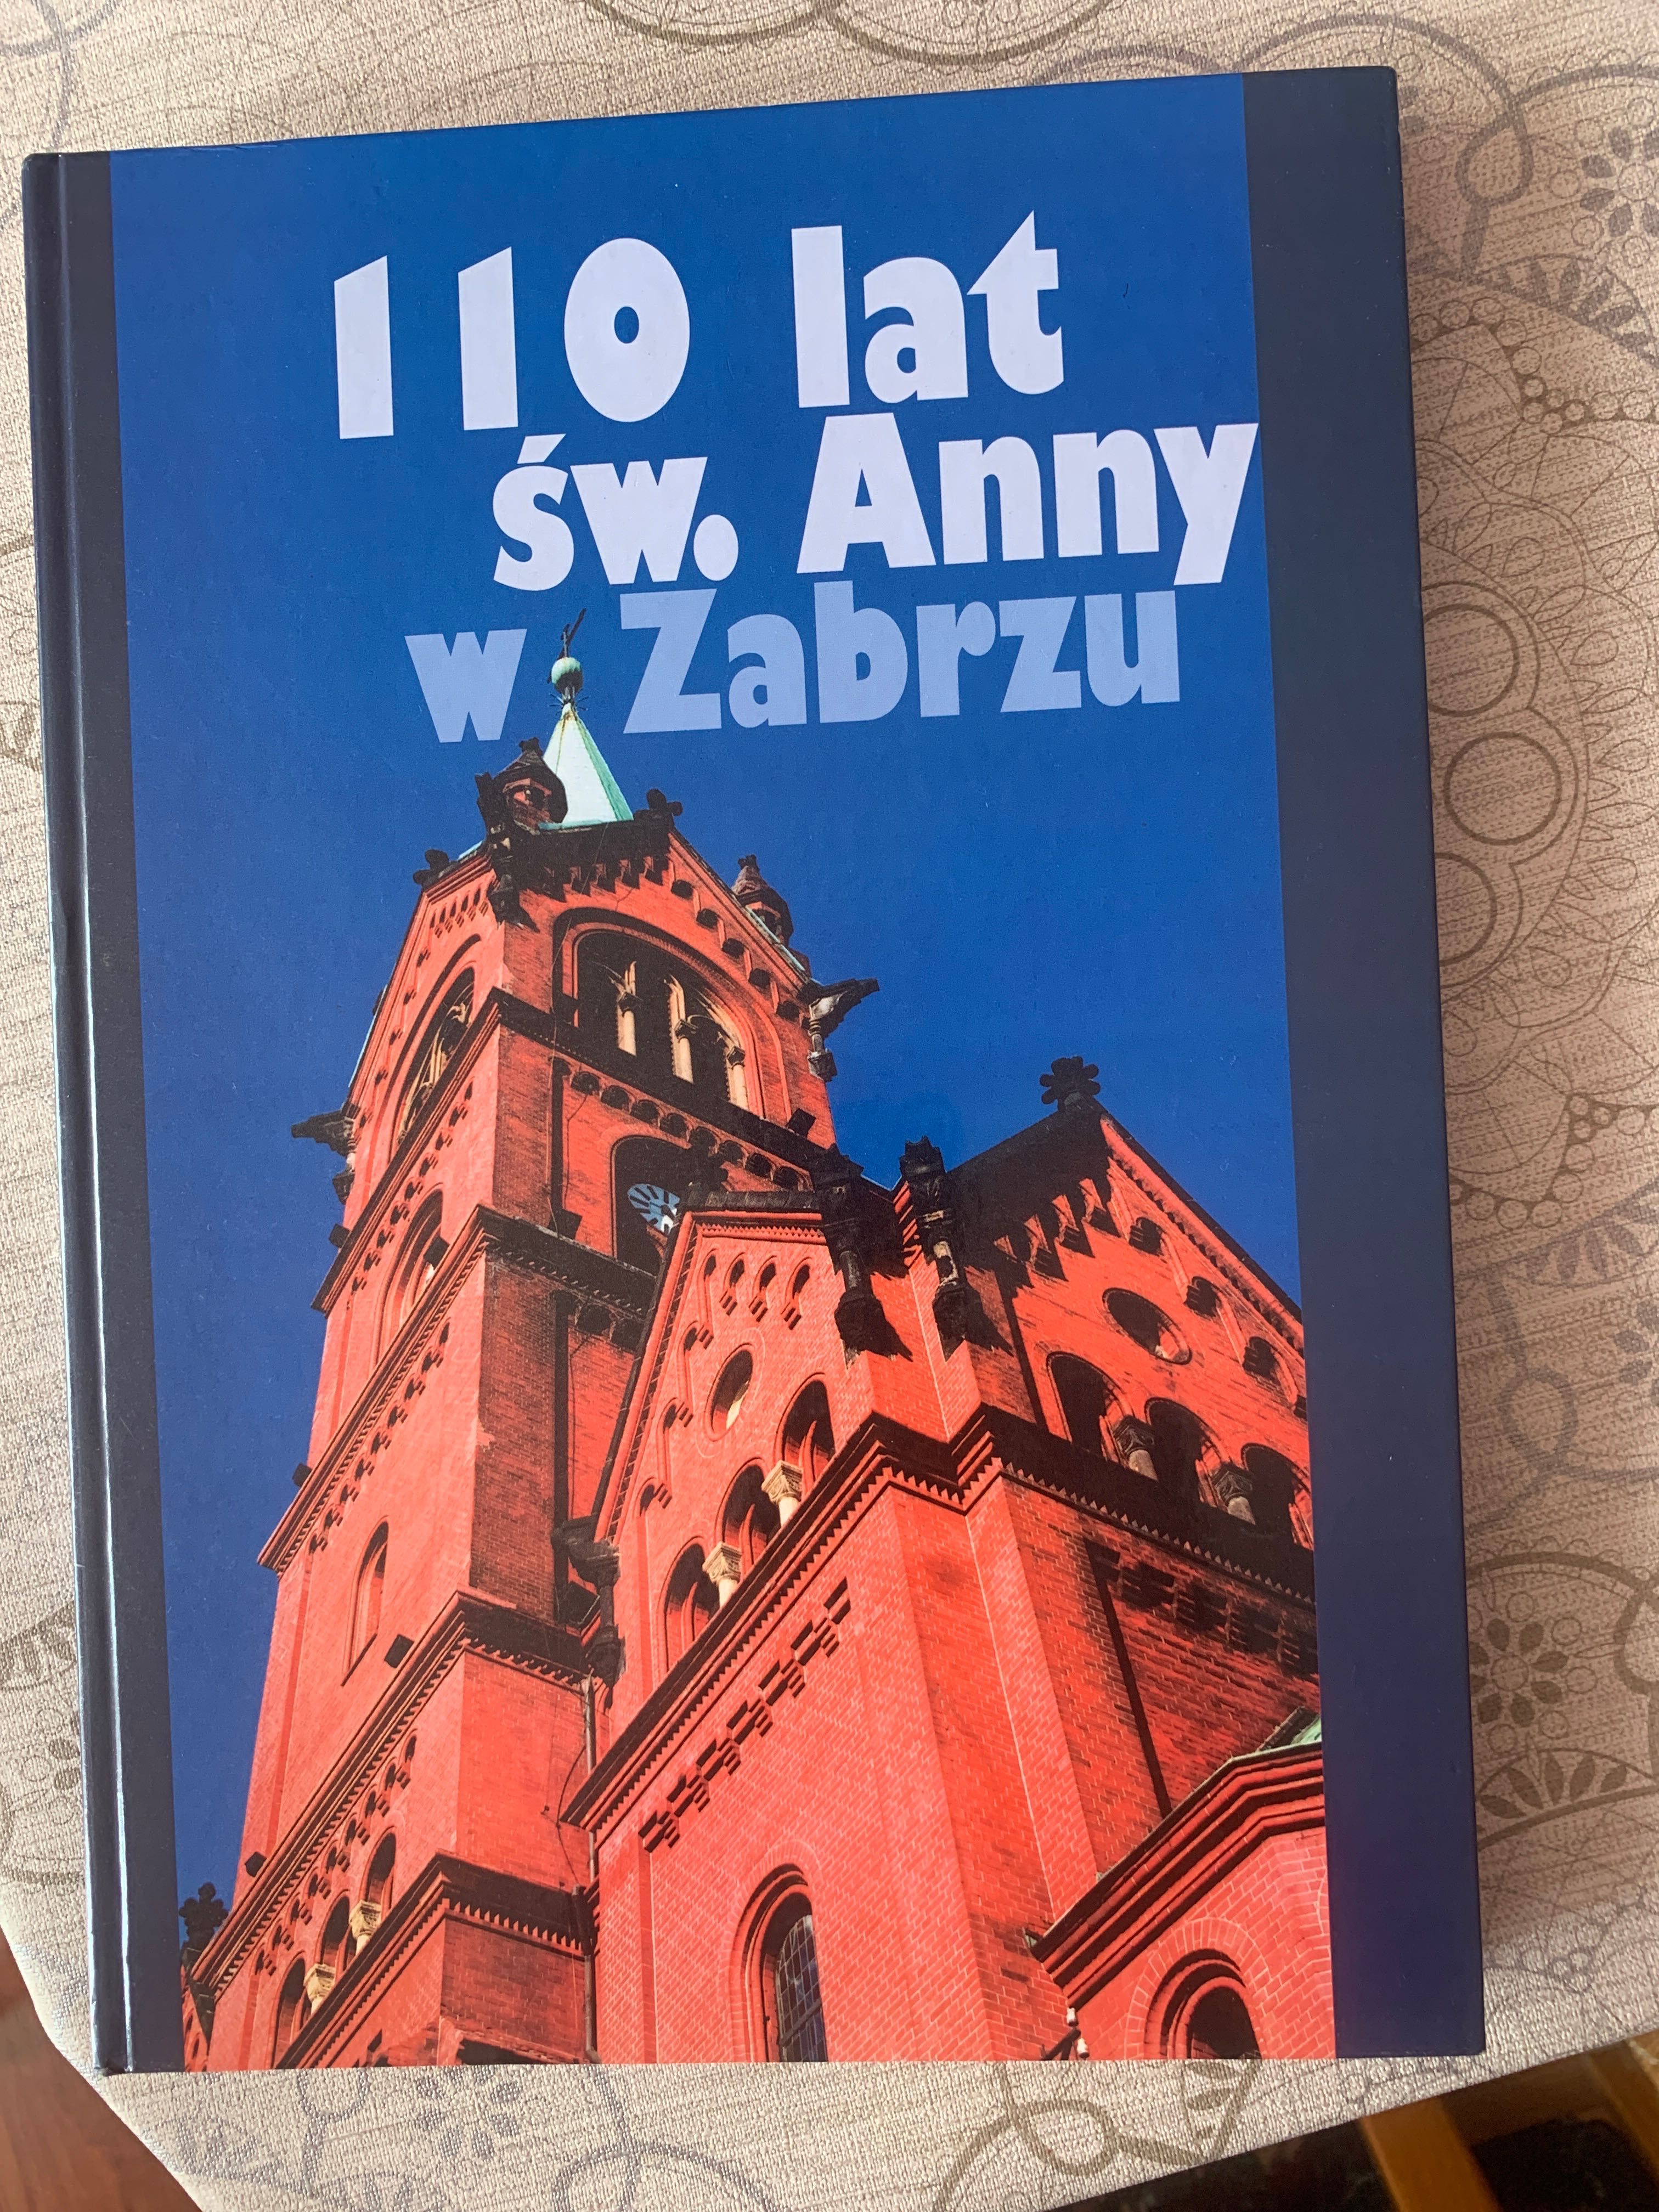 110 lat
św. Anny
w Zabrzu